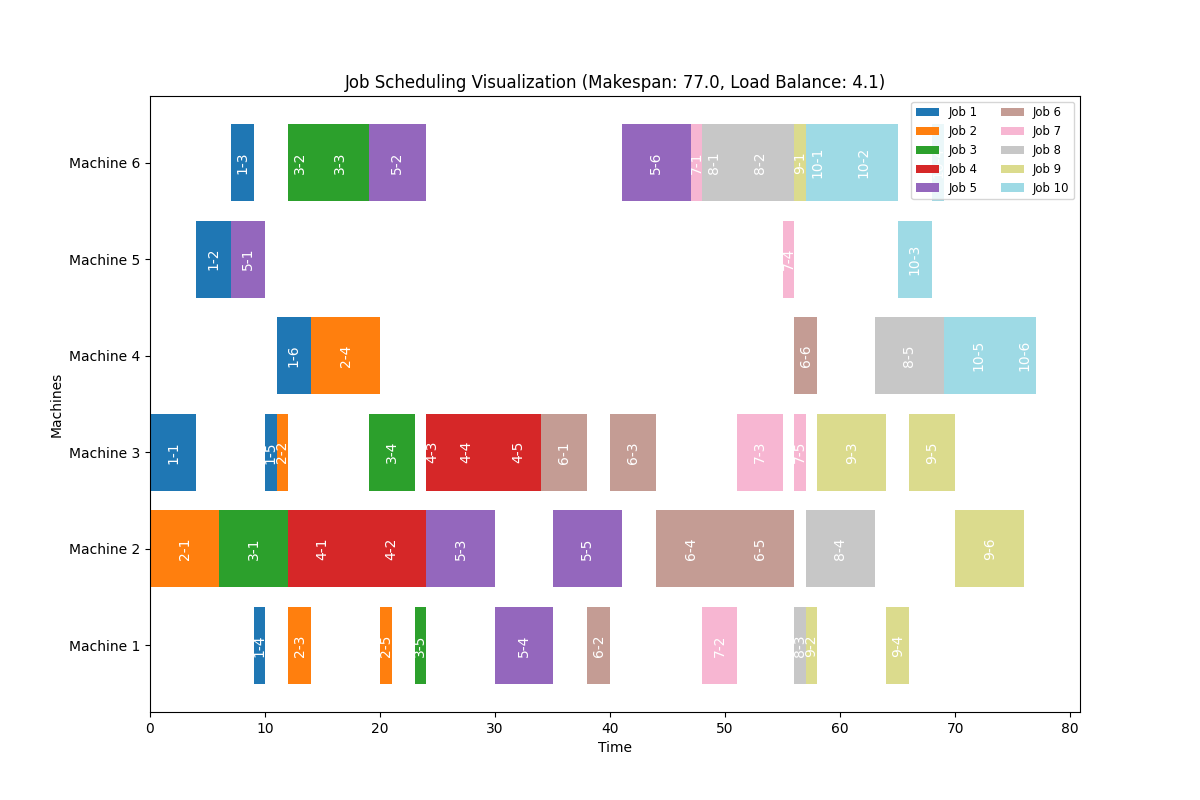 Job Scheduling Visualization (Makespan: 77.0, Load Balance: 4.1)
Machines
Machine 6
1-3
3-2
3-3
5-2
5-6
7-1
8-1
8-2
9-1
10-1
10-2
Job 1
Job 2
Job 3
Job 4
Job 5
Job 6
Job 7
Job 8
Job 9
Job 10
Machine 5
1-2
5-1
7-4
10-3
Machine 4
1-6
2-4
6-6
8-5
10-5
10-6
Machine 3
1-1
1-5
2-2
3-4
4-3
4-4
4-5
6-1
6-3
7-3
7-5
9-3
9-5
Machine 2
2-1
3-1
4-1
4-2
5-3
5-5
6-4
6-5
8-4
9-6
Machine 1
1-4
2-3
2-5
3-5
5-4
6-2
7-2
8-3
9-2
9-4
0 10 20 30 40 50 60 70 80
Time